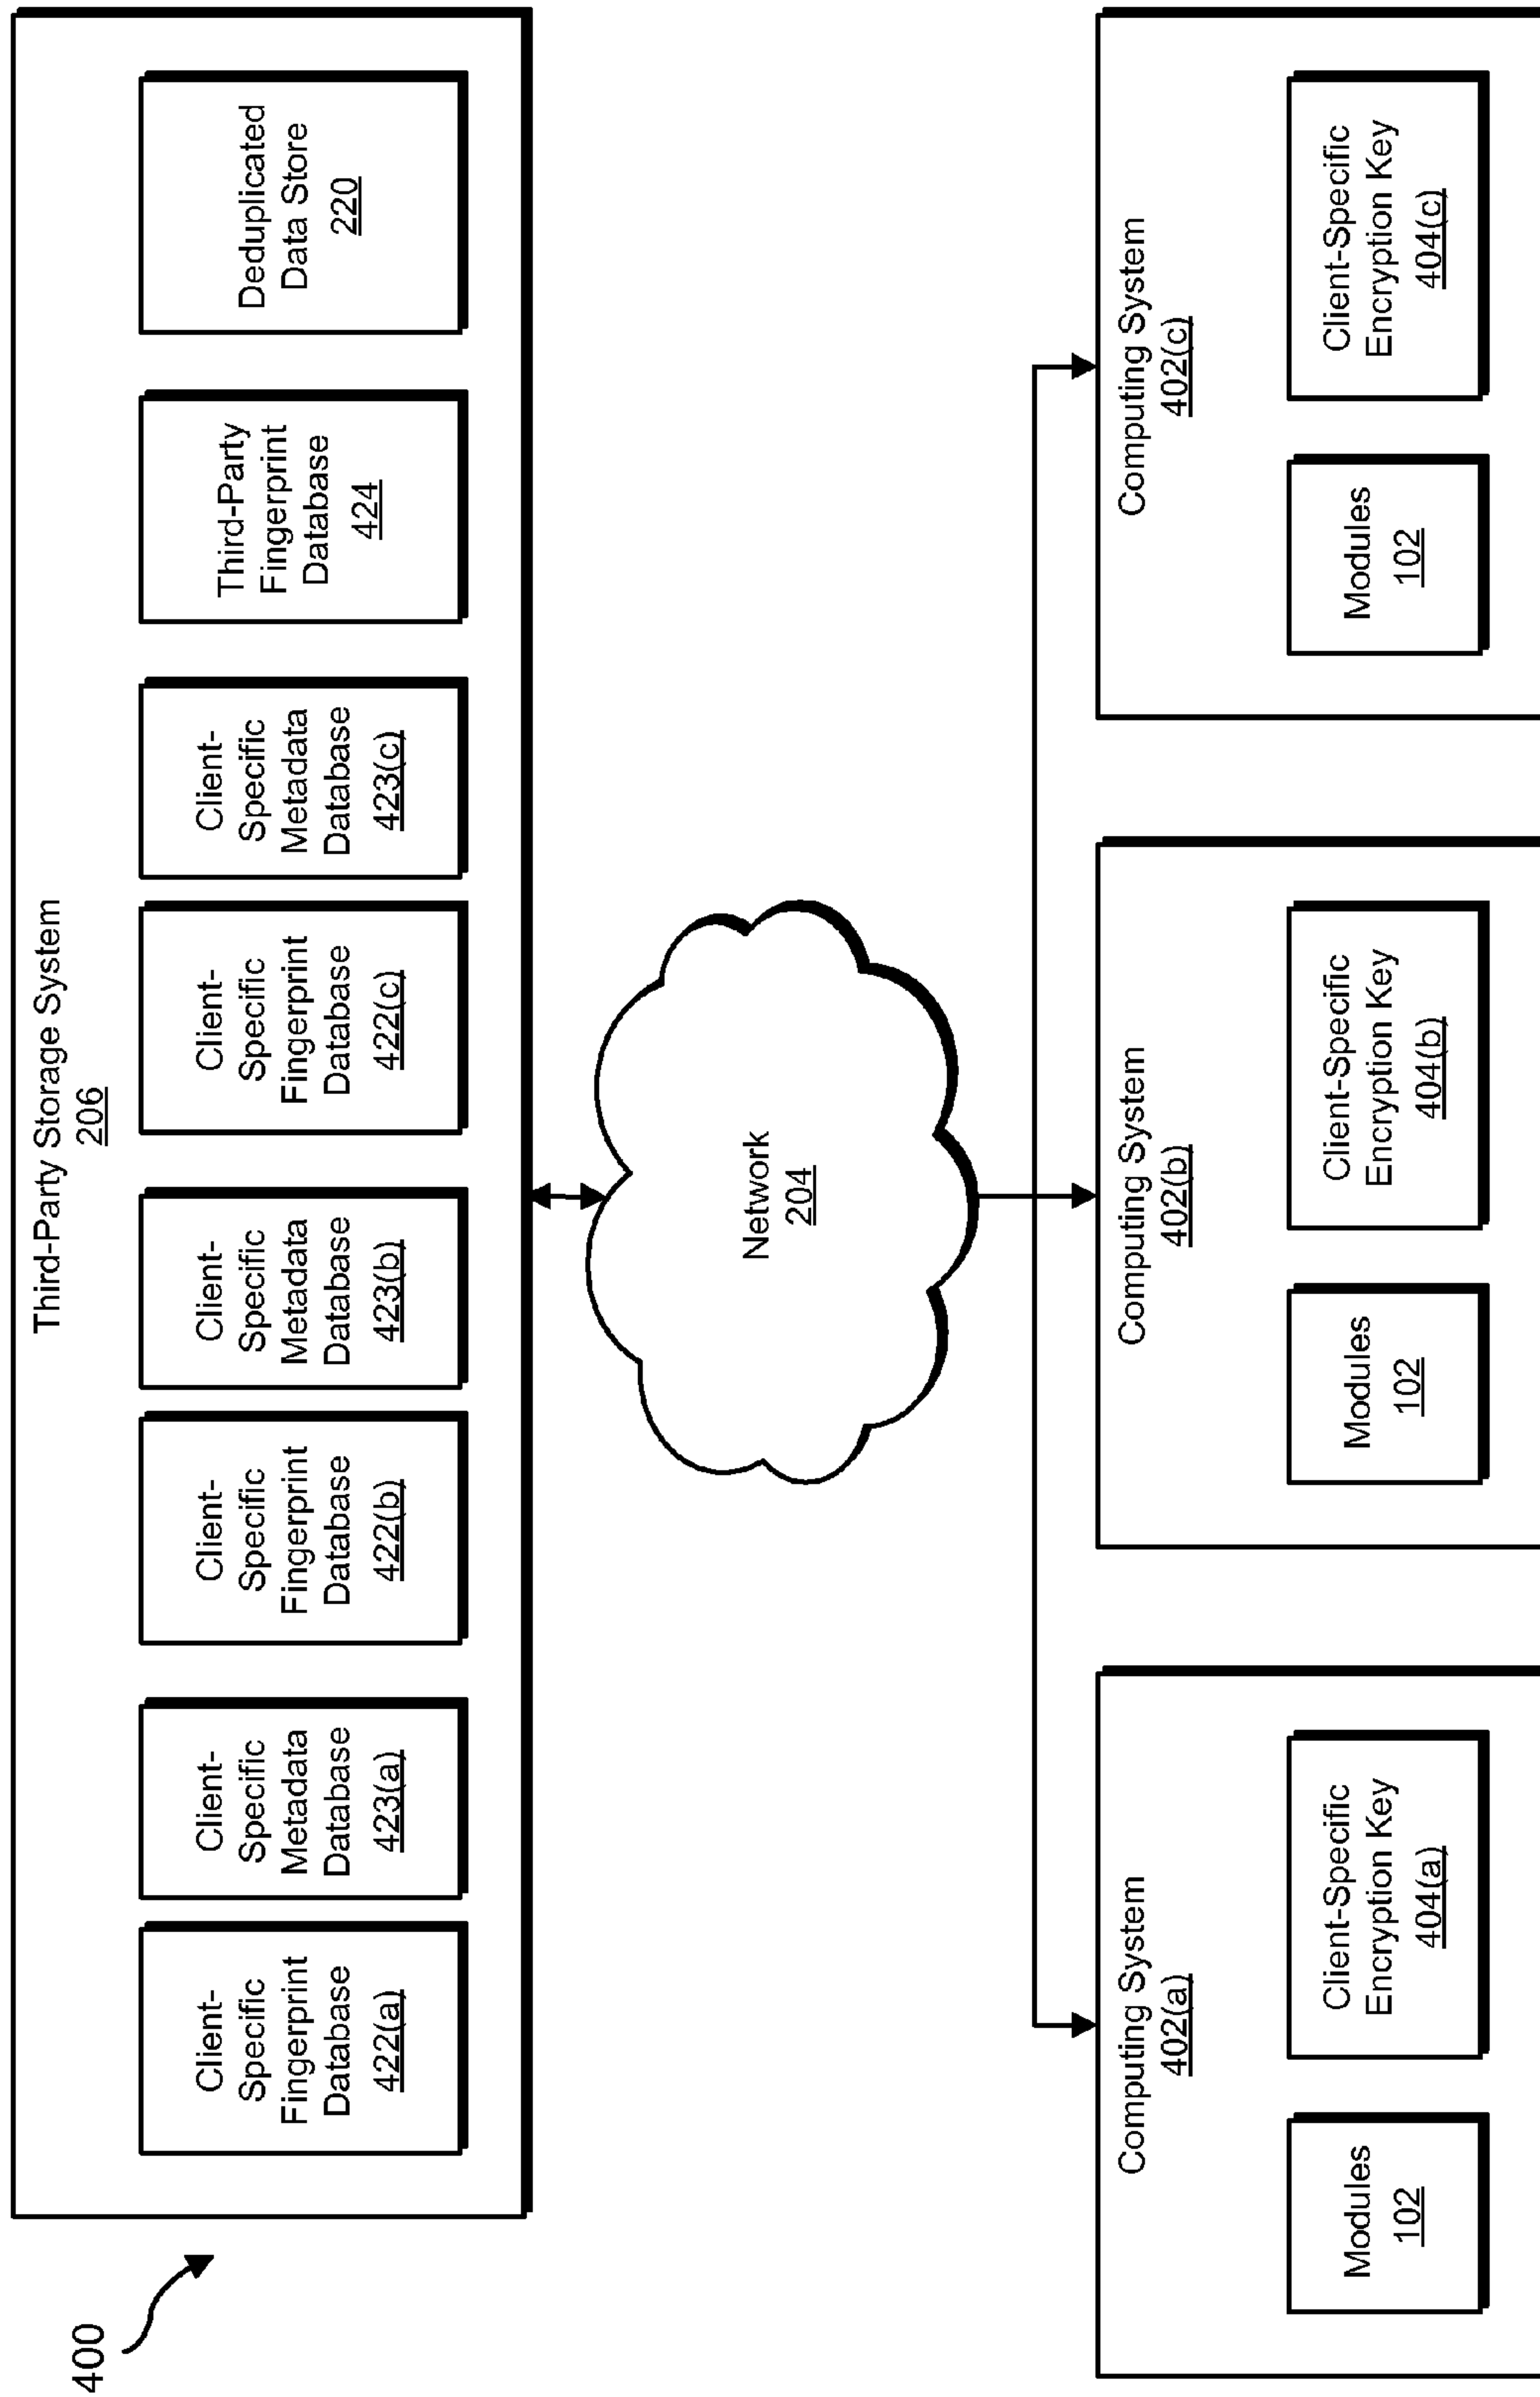 400
Third-Party Storage System
206
Client-
Specific
Fingerprint
Database
422(a)
Client-
Specific
Metadata
Database
423(a)
Client-
Specific
Fingerprint
Database
422(b)
Client-
Specific
Metadata
Database
423(b)
Client-
Specific
Fingerprint
Database
422(c)
Client-
Specific
Metadata
Database
423(c)
Third-Party
Fingerprint
Database
424
Deduplicated
Data Store
220
Network
204
Computing System
402(a)
Modules
102
Client-Specific
Encryption Key
404(a)
Computing System
402(b)
Modules
102
Client-Specific
Encryption Key
404(b)
Computing System
402(c)
Modules
102
Client-Specific
Encryption Key
404(c)